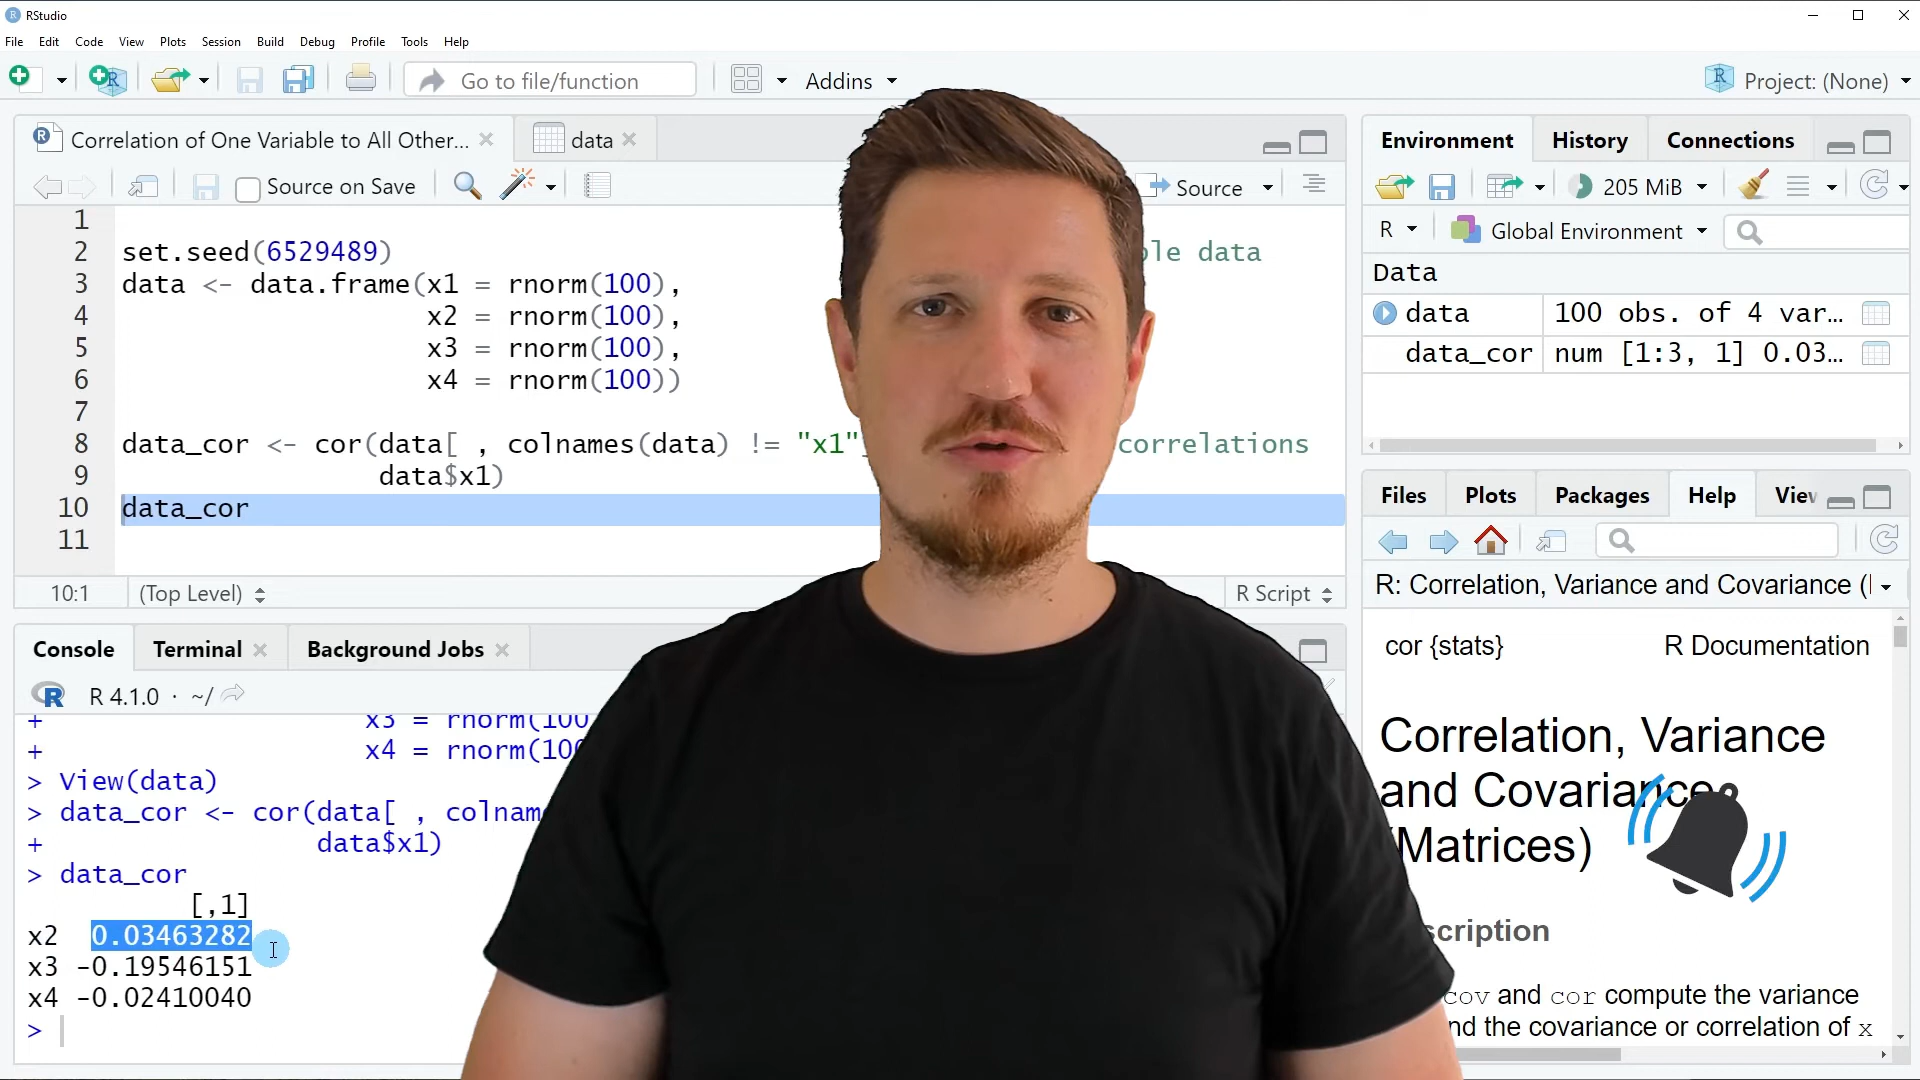 RStudio
File Edit Code View Plots Session Build Debug Profile Tools Help
Go to file/function Addins Project: (None)
Correlation of One Variable to All Other... data
Source on Save Source
1
2 set.seed(6529489) data
3 data <- data.frame(x1 = rnorm(100),
4 x2 = rnorm(100),
5 x3 = rnorm(100),
6 x4 = rnorm(100))
7
8 data_cor <- cor(data[ , colnames(data) != "x1" correlations
9 data$x1)
10 data_cor
11
10:1 (Top Level) R Script
Console Terminal Background Jobs
R 4.1.0 · ~/
+ x3 = rnorm(100
+ x4 = rnorm(100
> View(data)
> data_cor <- cor(data[ , colnam
+ data$x1)
> data_cor
[,1]
x2 0.03463282
x3 -0.19546151
x4 -0.02410040
>
Environment History Connections
205 MiB
R Global Environment
Data
data 100 obs. of 4 var...
data_cor num [1:3, 1] 0.03...
Files Plots Packages Help View
R: Correlation, Variance and Covariance (
cor {stats} R Documentation
Correlation, Variance
and Covariance
(Matrices)
scription
cov and cor compute the variance
nd the covariance or correlation of x